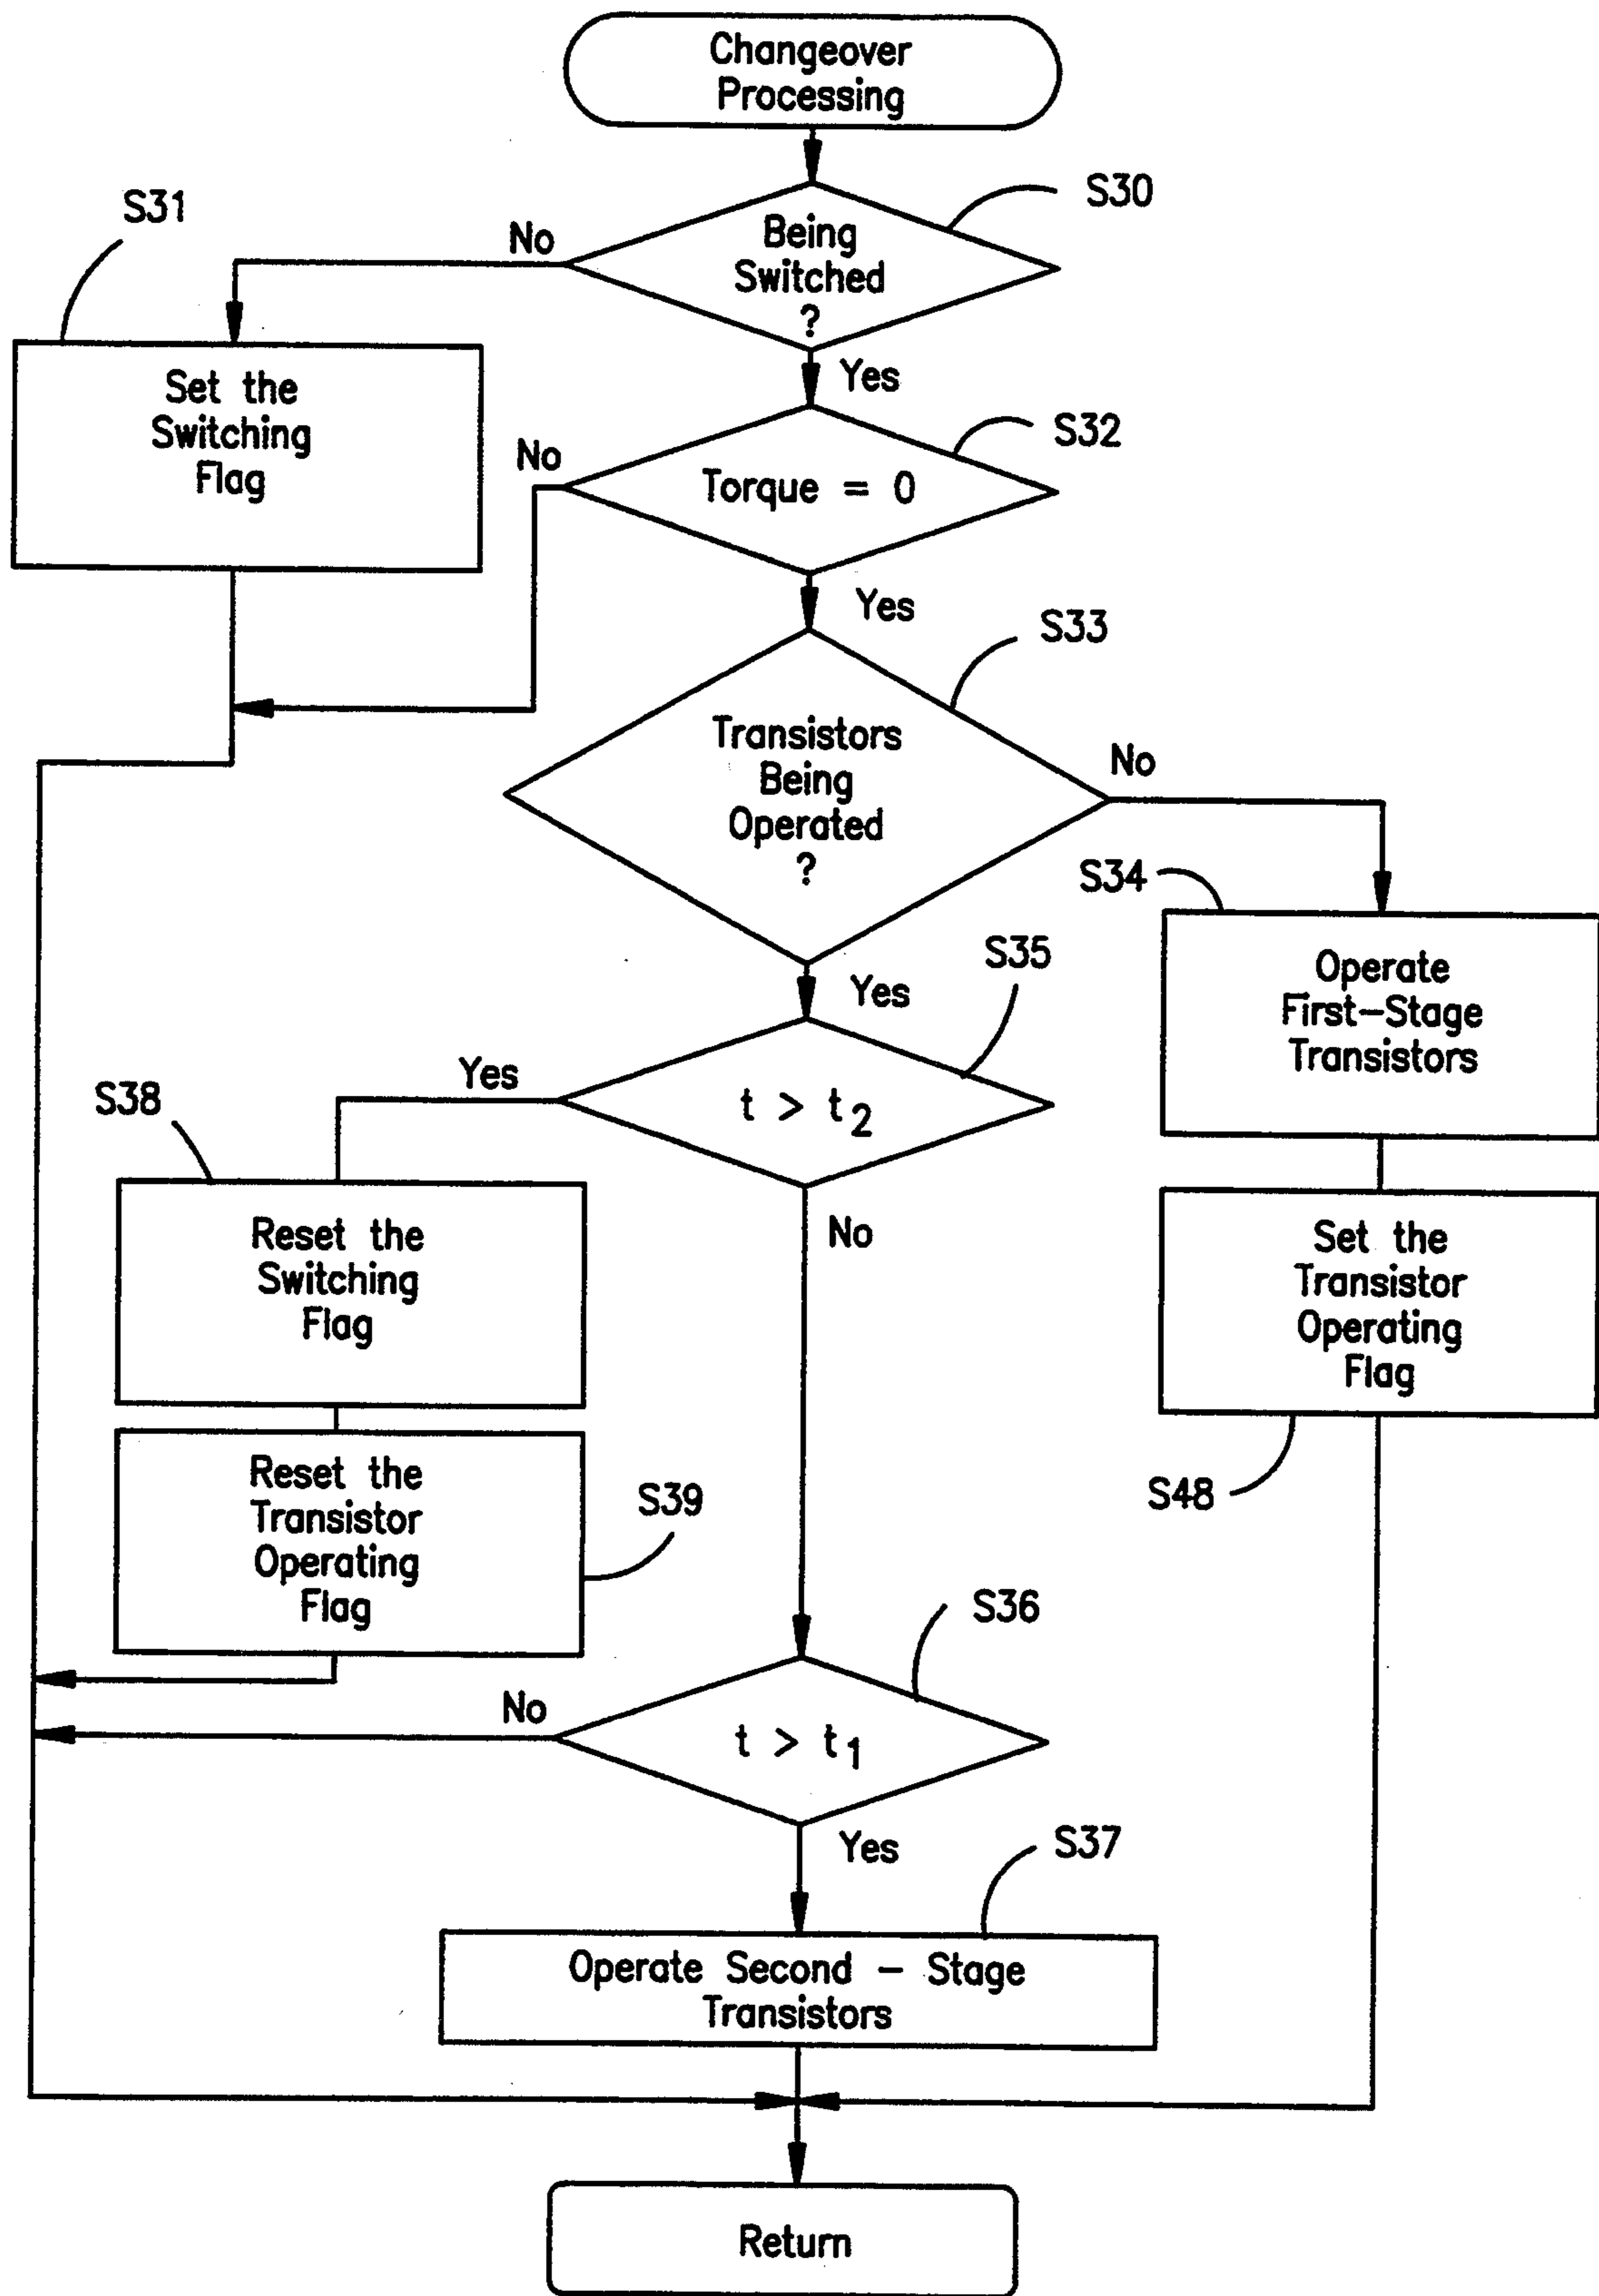 Changeover
Processing
S30
S31
No
Being
Switched
?
Yes
Set the
Switching
Flag
S32
No
Torque = 0
Yes
S33
Transistors
Being
Operated
?
No
S34
Operate
First-Stage
Transistors
Yes
S35
Yes
t > t2
S38
No
Reset the
Switching
Flag
Set the
Transistor
Operating
Flag
S48
Reset the
Transistor
Operating
Flag
S39
S36
No
t > t1
Yes
S37
Operate Second - Stage
Transistors
Return